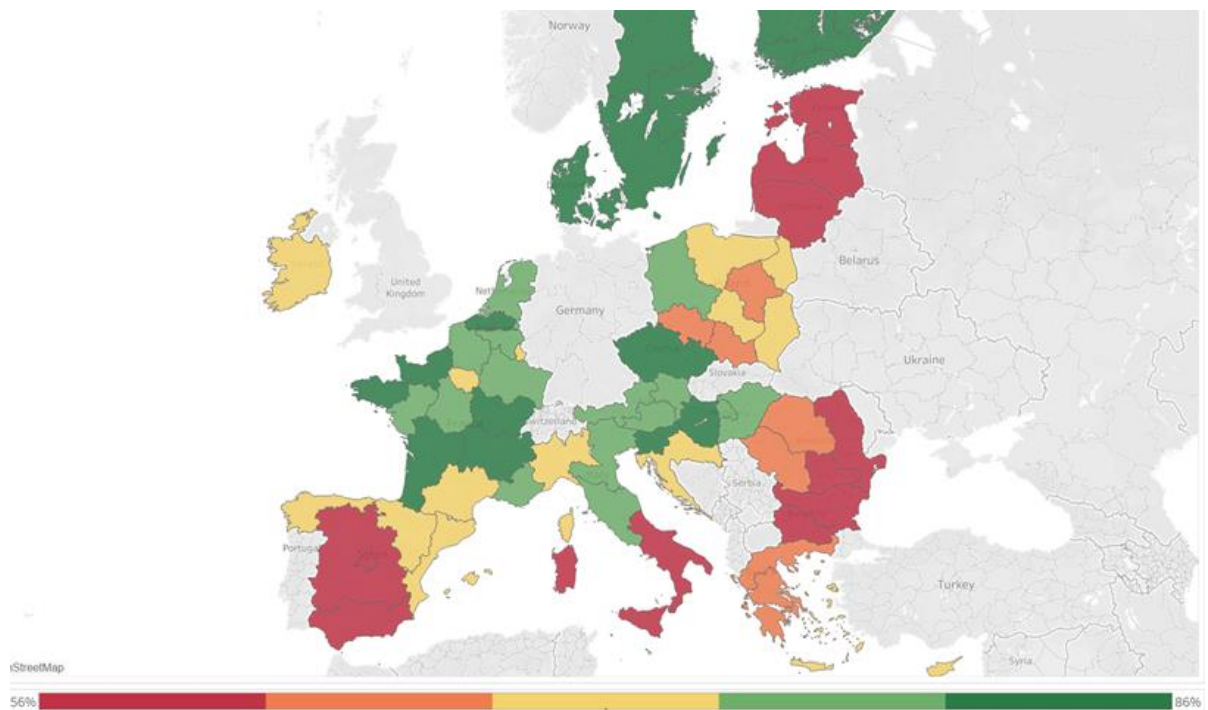 Norway
Belarus
United
Kingdom
Germany
Ukraine
Slovakia
Serbia
Portugal
Turkey
Syria
StreetMap
56%
86%